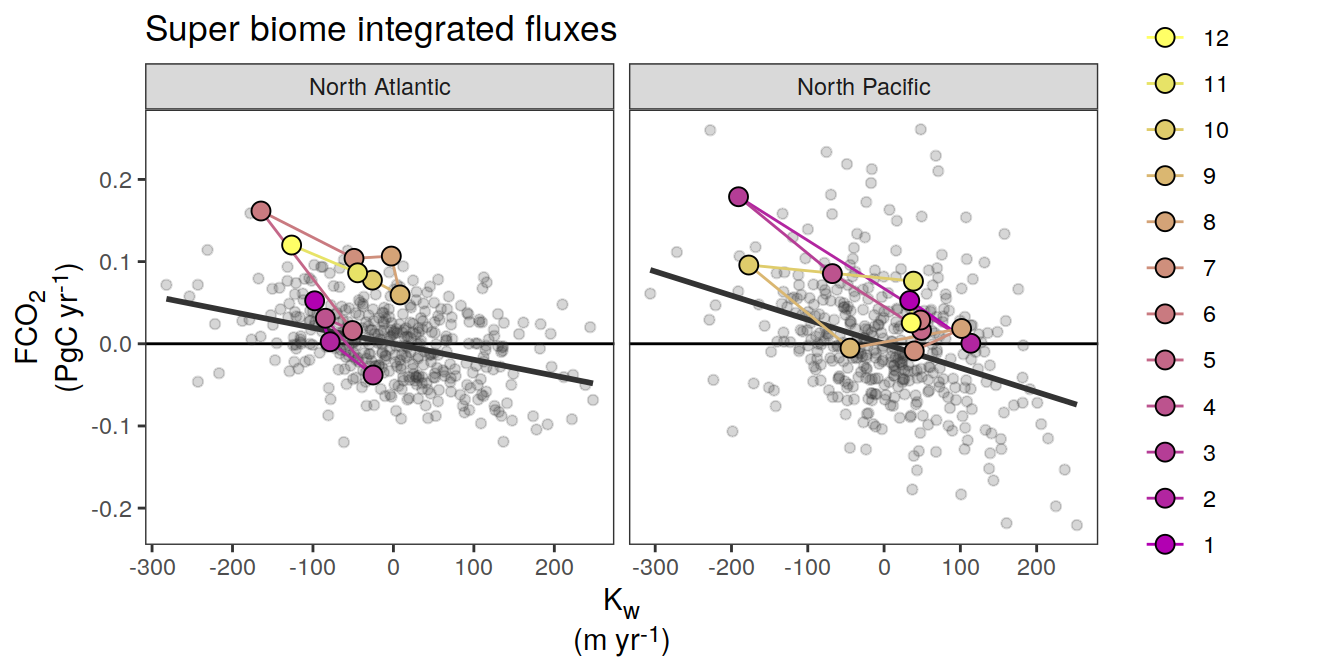 Super biome integrated fluxes
North Atlantic
North Pacific
FCO₂
(PgC yr⁻¹)
0.2
0.1
0.0
-0.1
-0.2
-300 -200 -100 0 100 200
-300 -200 -100 0 100 200
K_w
(m yr⁻¹)
12
11
10
9
8
7
6
5
4
3
2
1